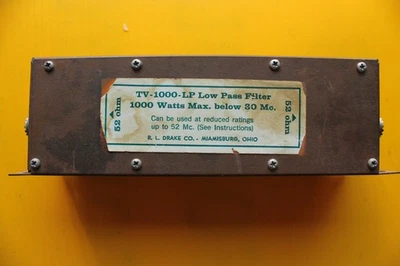 TV-1000-LP Low Pass Filter
1000 Watts Max. below 30 Mc.
Can be used at reduced ratings
up to 52 Mc. (See Instructions)
R. L. DRAKE CO. - MIAMISBURG, OHIO
52 ohm
52 ohm